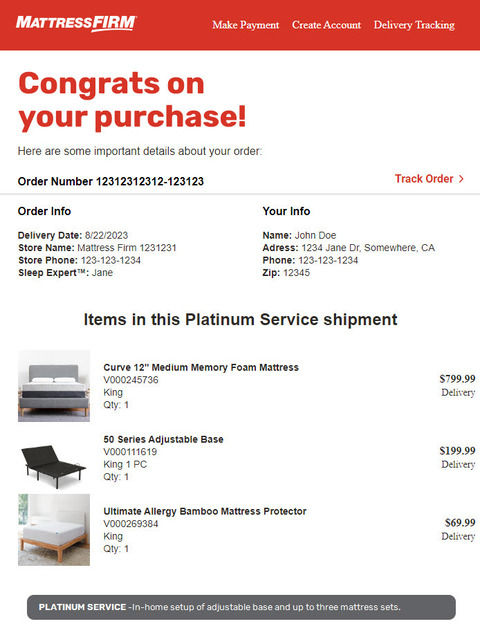 MATTRESSFIRM
Make Payment Create Account Delivery Tracking
Congrats on
your purchase!
Here are some important details about your order:
Order Number 12312312312-123123
Track Order >
Order Info
Delivery Date: 8/22/2023
Store Name: Mattress Firm 1231231
Store Phone: 123-123-1234
Sleep Expert™: Jane
Your Info
Name: John Doe
Adress: 1234 Jane Dr, Somewhere, CA
Phone: 123-123-1234
Zip: 12345
Items in this Platinum Service shipment
Curve 12" Medium Memory Foam Mattress
V000245736
King
Qty: 1
$799.99
Delivery
50 Series Adjustable Base
V000111619
King 1 PC
Qty: 1
$199.99
Delivery
Ultimate Allergy Bamboo Mattress Protector
V000269384
King
Qty: 1
$69.99
Delivery
PLATINUM SERVICE -In-home setup of adjustable base and up to three mattress sets.